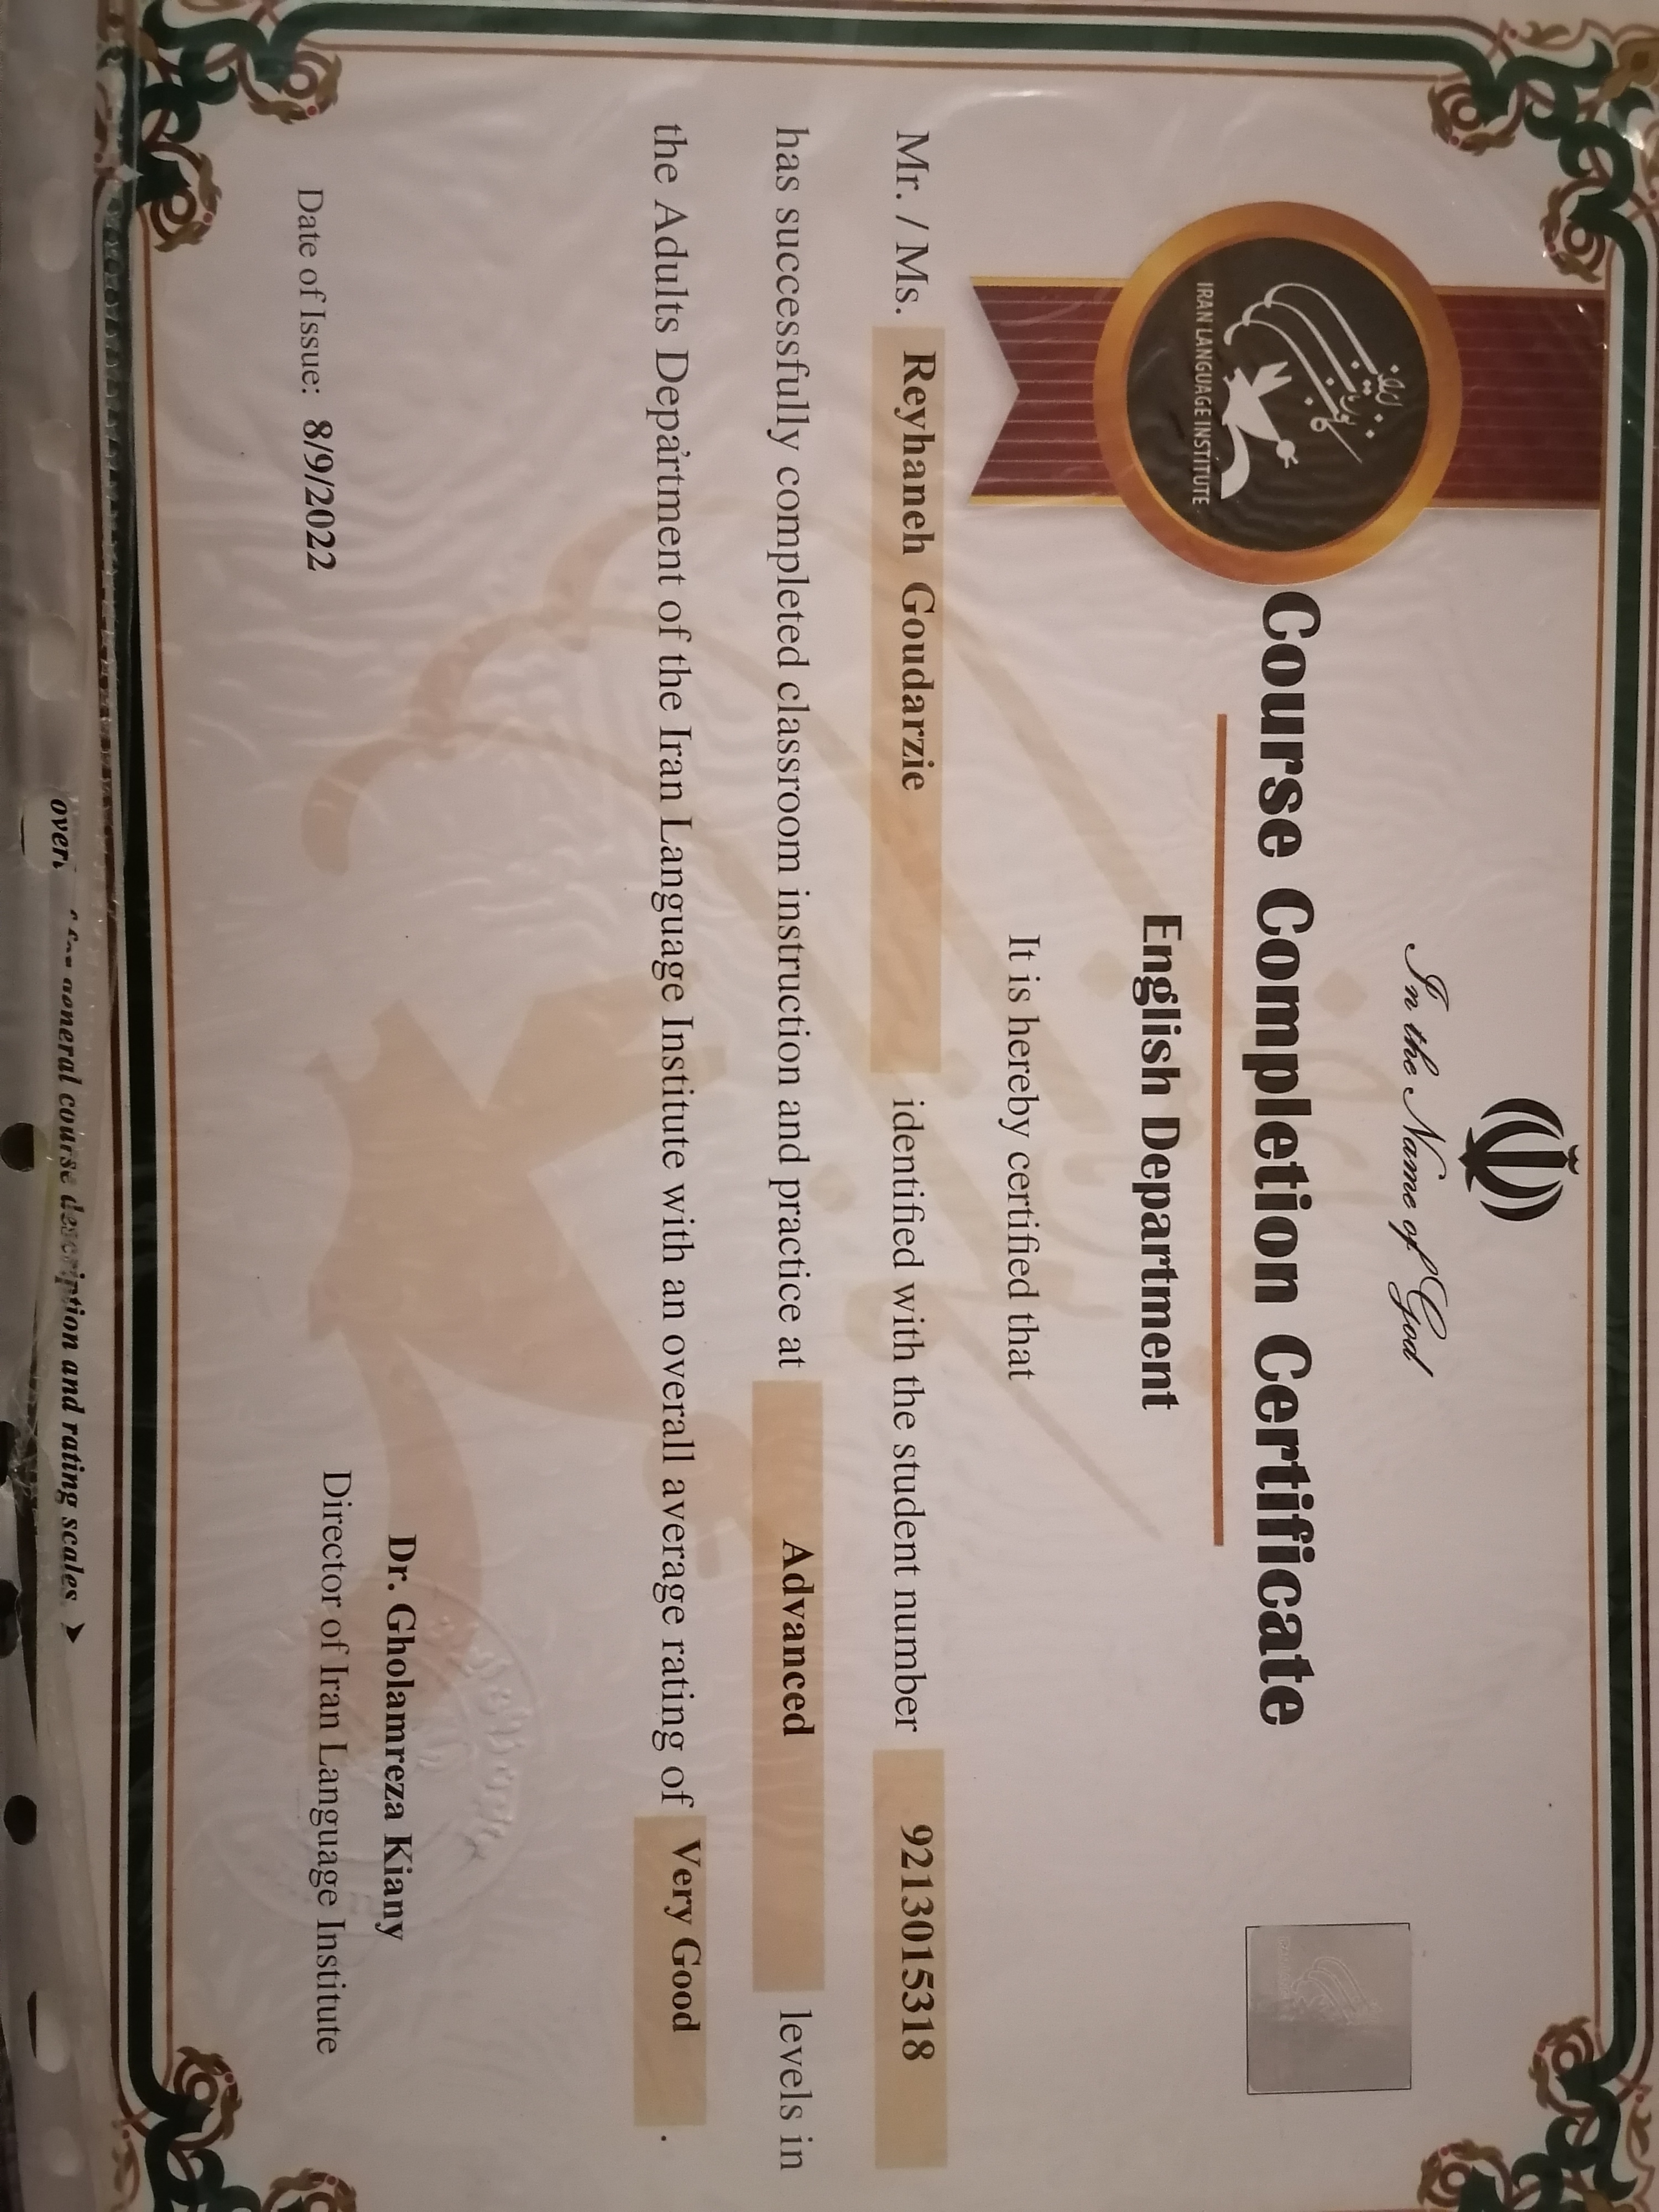 In the Name of God
Course Completion Certificate
IRAN LANGUAGE INSTITUTE
English Department
It is hereby certified that
Mr. / Ms. Reyhaneh Goudarzie identified with the student number 9213015318
has successfully completed classroom instruction and practice at Advanced levels in
the Adults Department of the Iran Language Institute with an overall average rating of Very Good .
Dr. Gholamreza Kiany
Date of Issue: 8/9/2022 Director of Iran Language Institute
general course description and rating scales